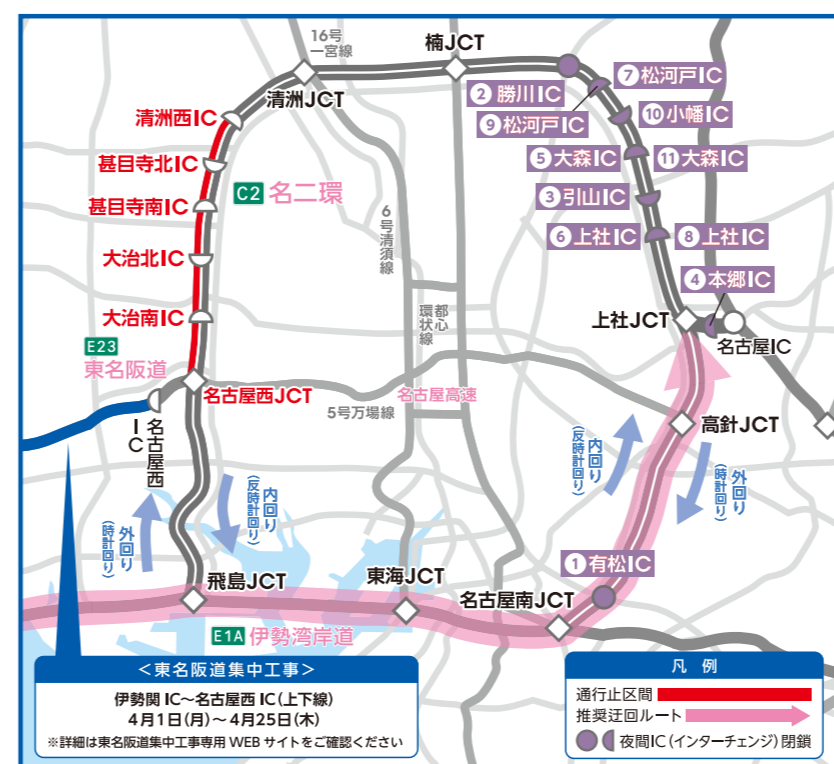 16号
一宮線
楠JCT
清洲JCT
⑦松河戸IC
②勝川IC
⑨松河戸IC
⑩小幡IC
清洲西IC
甚目寺北IC
⑤大森IC
⑪大森IC
C2 名二環
甚目寺南IC
③引山IC
6号清須線
⑥上社IC
⑧上社IC
大治北IC
④本郷IC
都心
環状線
大治南IC
上社JCT
名古屋IC
E23
東名阪道
名古屋西JCT
名古屋高速
5号万場線
名古屋西
IC
高針JCT
内回り
(反時計回り)
外回り
(時計回り)
内回り
(反時計回り)
外回り
(時計回り)
①有松IC
飛島JCT
東海JCT
名古屋南JCT
E1A 伊勢湾岸道
＜東名阪道集中工事＞
伊勢関 IC～名古屋西 IC(上下線)
4月1日(月)～4月25日(木)
※詳細は東名阪道集中工事専用 WEB サイトをご確認ください
凡 例
通行止区間
推奨迂回ルート
夜間IC(インターチェンジ)閉鎖